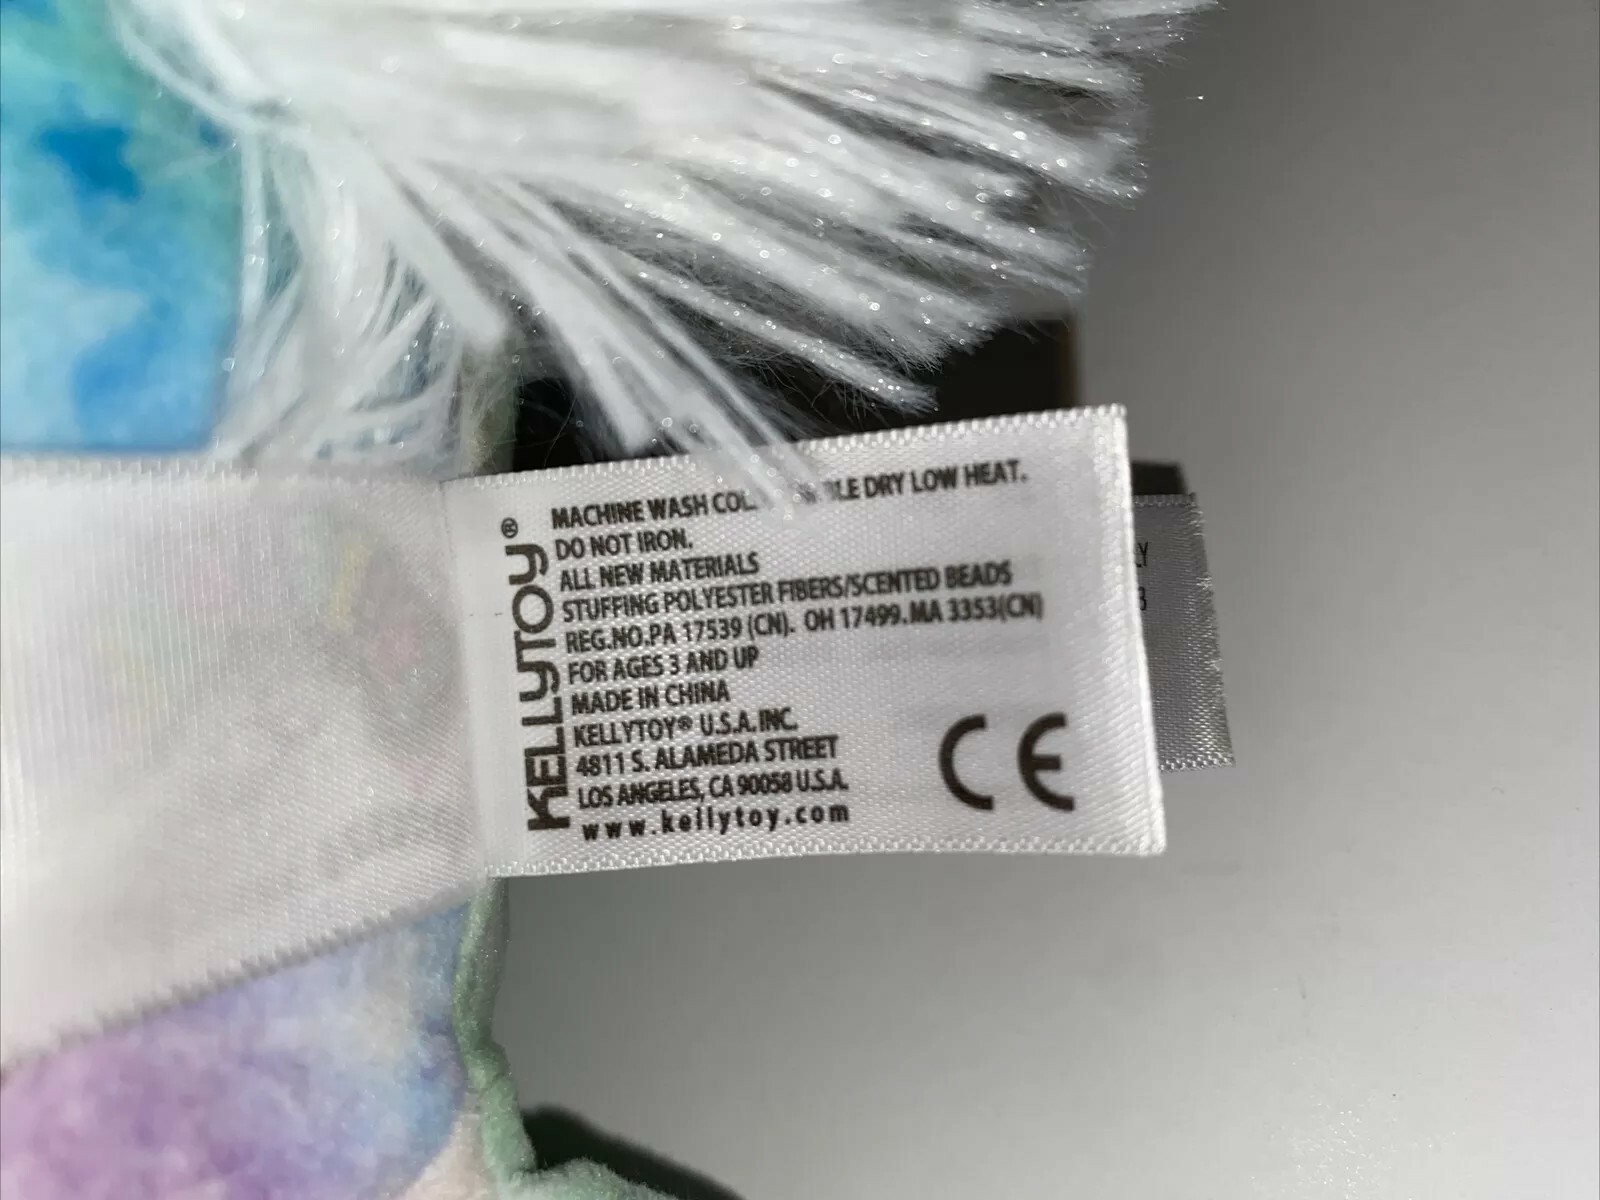 KELLYTOY®
MACHINE WASH LE DRY LOW HEAT.
DO NOT IRON.
ALL NEW MATERIALS
STUFFING POLYESTER FIBERS/SCENTED BEADS
REG.NO.PA 17539 (CN). OH 17499.MA 3353(CN)
FOR AGES 3 AND UP
MADE IN CHINA
KELLYTOY® U.S.A.INC.
4811 S. ALAMEDA STREET
LOS ANGELES, CA 90058 U.S.A.
www.kellytoy.com
CE